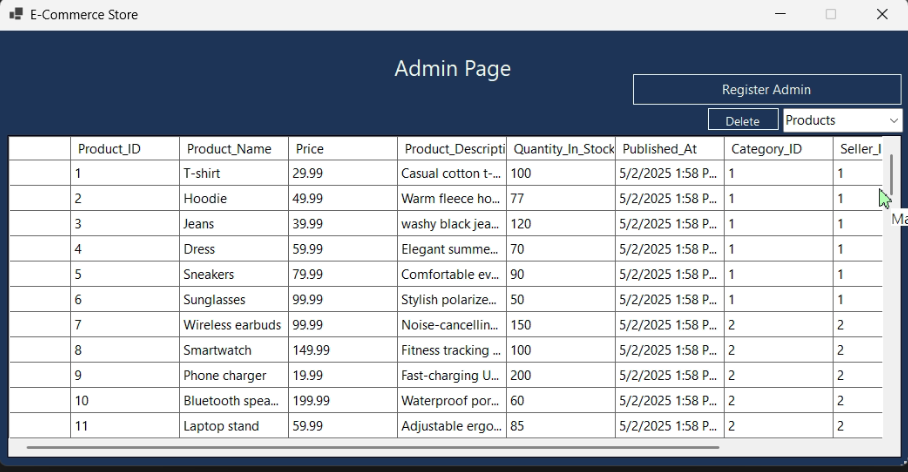 E-Commerce Store
Admin Page
Register Admin
Delete Products
Product_ID Product_Name Price Product_Descripti Quantity_In_Stock Published_At Category_ID Seller_I
1 T-shirt 29.99 Casual cotton t-... 100 5/2/2025 1:58 P... 1 1
2 Hoodie 49.99 Warm fleece ho... 77 5/2/2025 1:58 P... 1 1
3 Jeans 39.99 washy black jea... 120 5/2/2025 1:58 P... 1 1
4 Dress 59.99 Elegant summe... 70 5/2/2025 1:58 P... 1 1
5 Sneakers 79.99 Comfortable ev... 90 5/2/2025 1:58 P... 1 1
6 Sunglasses 99.99 Stylish polarize... 50 5/2/2025 1:58 P... 1 1
7 Wireless earbuds 99.99 Noise-cancellin... 150 5/2/2025 1:58 P... 2 2
8 Smartwatch 149.99 Fitness tracking ... 100 5/2/2025 1:58 P... 2 2
9 Phone charger 19.99 Fast-charging U... 200 5/2/2025 1:58 P... 2 2
10 Bluetooth spea... 199.99 Waterproof por... 60 5/2/2025 1:58 P... 2 2
11 Laptop stand 59.99 Adjustable ergo... 85 5/2/2025 1:58 P... 2 2